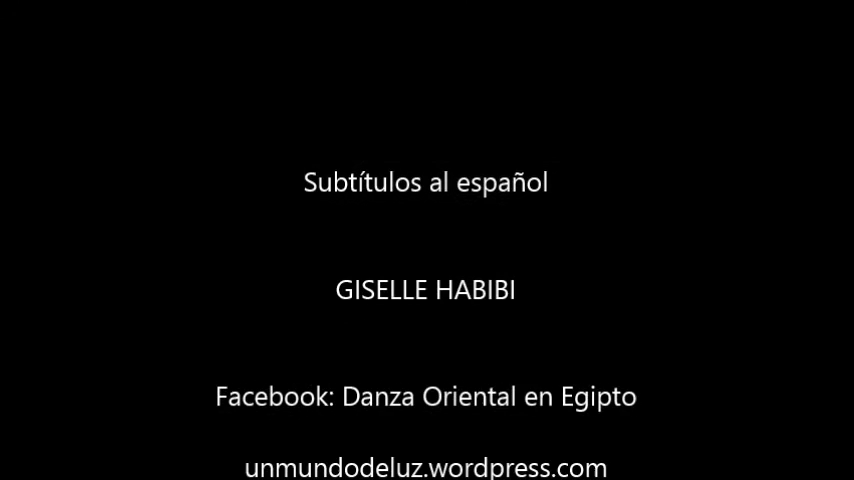 Subtítulos al español
GISELLE HABIBI
Facebook: Danza Oriental en Egipto
unmundodeluz.wordpress.com